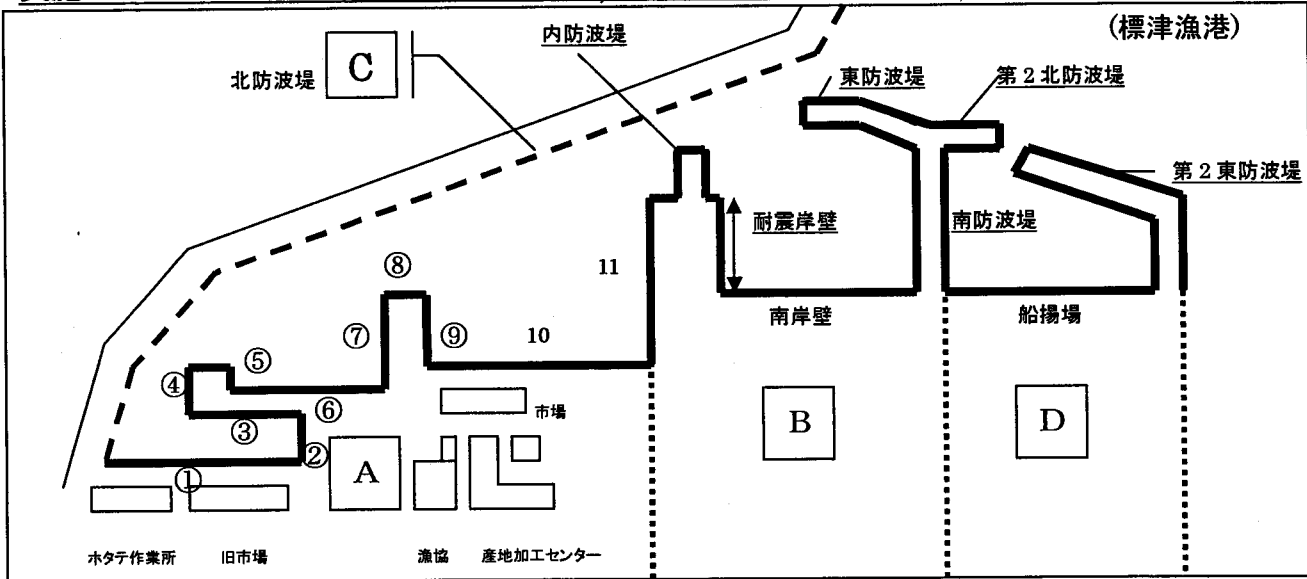 (標津漁港)
内防波堤
北防波堤
C
東防波堤
第2北防波堤
第2東防波堤
耐震岸壁
南防波堤
⑧
11
⑦
⑨
10
南岸壁
船揚場
⑤
④
⑥
③
市場
B
D
②
A
①
ホタテ作業所
旧市場
漁協
産地加工センター